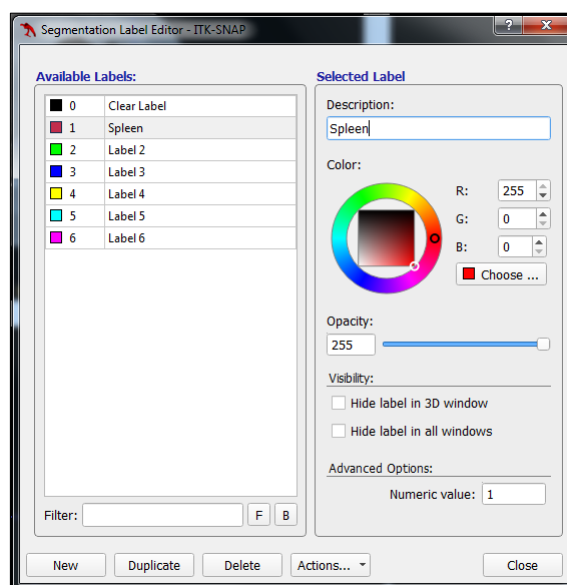 Segmentation Label Editor - ITK-SNAP
Available Labels:
0 Clear Label
1 Spleen
2 Label 2
3 Label 3
4 Label 4
5 Label 5
6 Label 6
Filter:
F B
Selected Label
Description:
Spleen
Color:
R: 255
G: 0
B: 0
Choose ...
Opacity:
255
Visibility:
Hide label in 3D window
Hide label in all windows
Advanced Options:
Numeric value: 1
New Duplicate Delete Actions... Close